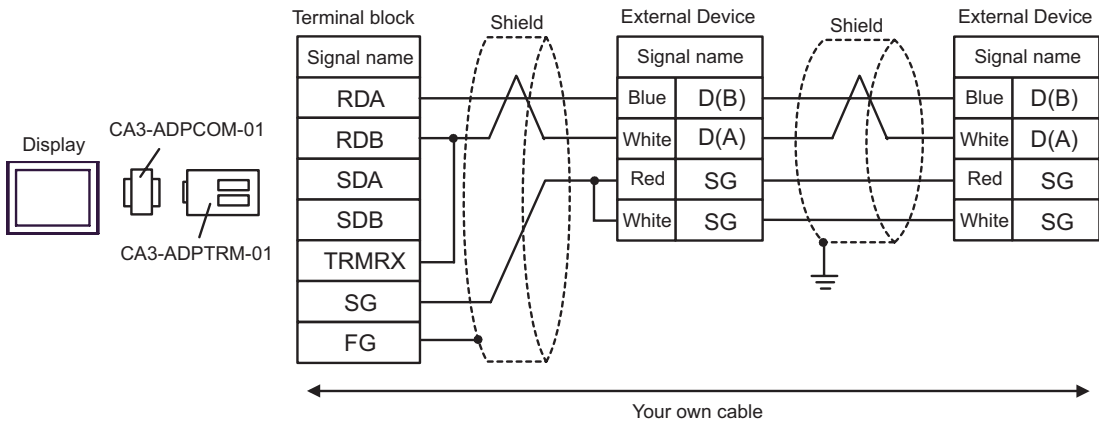 Terminal block
Shield
External Device
Shield
External Device
Signal name
Signal name
Signal name
RDA
Blue D(B)
Blue D(B)
CA3-ADPCOM-01
Display
RDB
White D(A)
White D(A)
SDA
Red SG
Red SG
SDB
White SG
White SG
CA3-ADPTRM-01
TRMRX
SG
FG
Your own cable